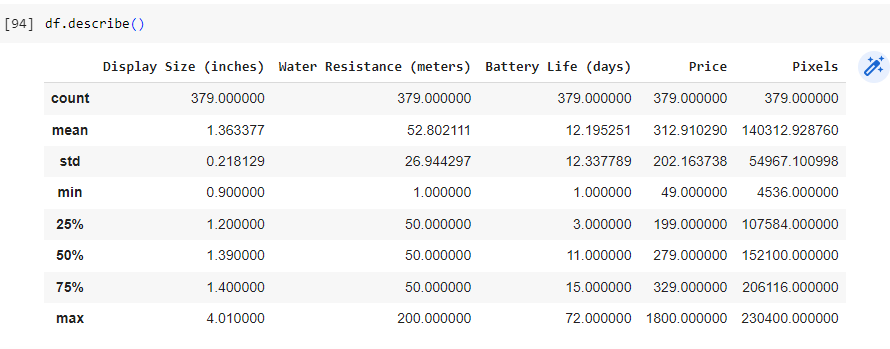 [94] df.describe()
Display Size (inches) Water Resistance (meters) Battery Life (days) Price Pixels
count 379.000000 379.000000 379.000000 379.000000 379.000000
mean 1.363377 52.802111 12.195251 312.910290 140312.928760
std 0.218129 26.944297 12.337789 202.163738 54967.100998
min 0.900000 1.000000 1.000000 49.000000 4536.000000
25% 1.200000 50.000000 3.000000 199.000000 107584.000000
50% 1.390000 50.000000 11.000000 279.000000 152100.000000
75% 1.400000 50.000000 15.000000 329.000000 206116.000000
max 4.010000 200.000000 72.000000 1800.000000 230400.000000